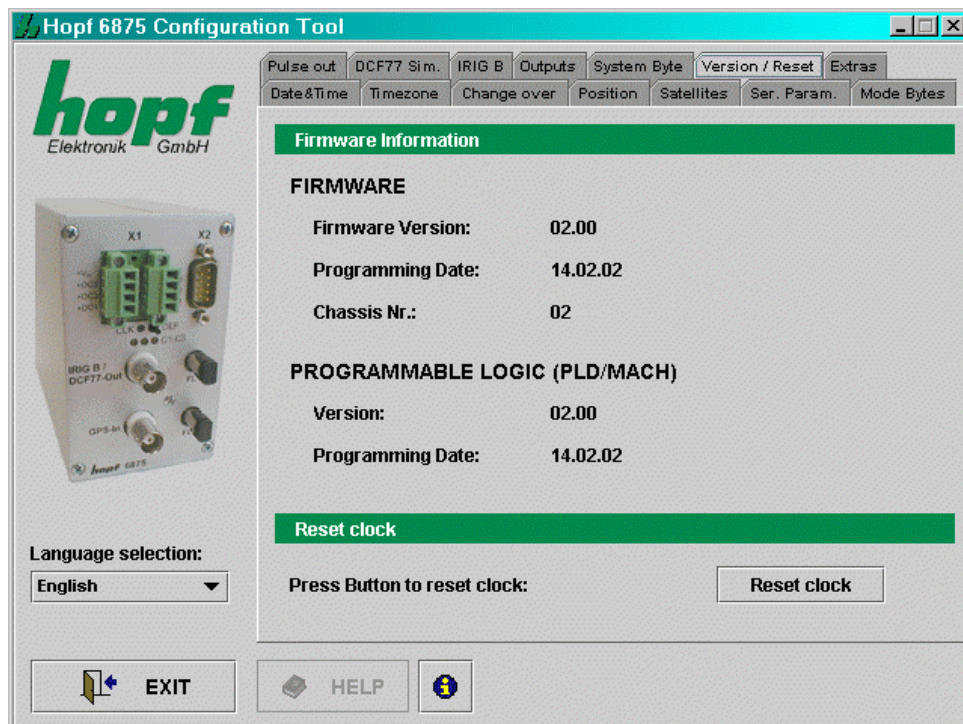 Hopf 6875 Configuration Tool
hopf
Elektronik GmbH
Pulse out DCF77 Sim. IRIG B Outputs System Byte Version / Reset Extras
Date&Time Timezone Change over Position Satellites Ser. Param. Mode Bytes
Firmware Information
FIRMWARE
Firmware Version: 02.00
Programming Date: 14.02.02
Chassis Nr.: 02
PROGRAMMABLE LOGIC (PLD/MACH)
Version: 02.00
Programming Date: 14.02.02
Reset clock
Press Button to reset clock: Reset clock
X1 X2
CLK
IRIG B /
DCF77-Out
GPS-In
hopf 6875
Language selection:
English
EXIT HELP